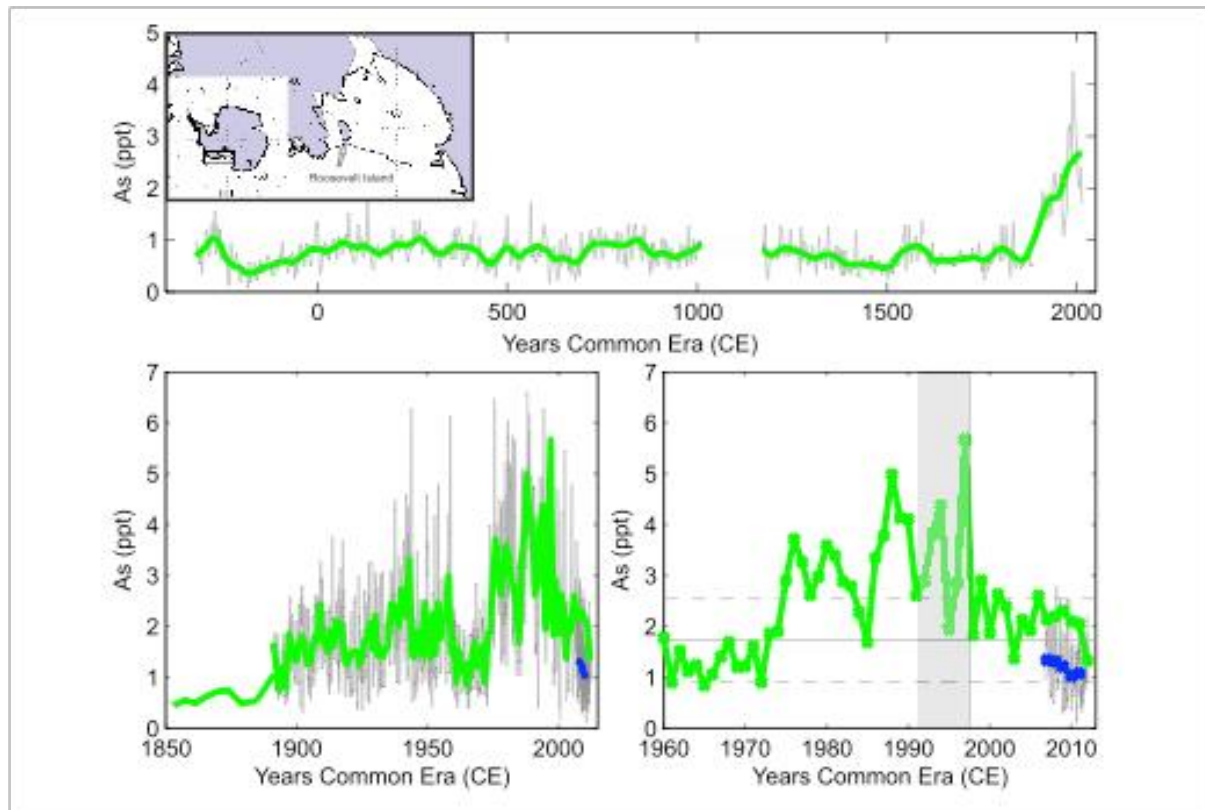 5
4
3
2
1
0
As (ppt)
Roosevelt Island
0 500 1000 1500 2000
Years Common Era (CE)
7
6
5
4
3
2
1
0
As (ppt)
1850 1900 1950 2000
Years Common Era (CE)
7
6
5
4
3
2
1
0
As (ppt)
1960 1970 1980 1990 2000 2010
Years Common Era (CE)